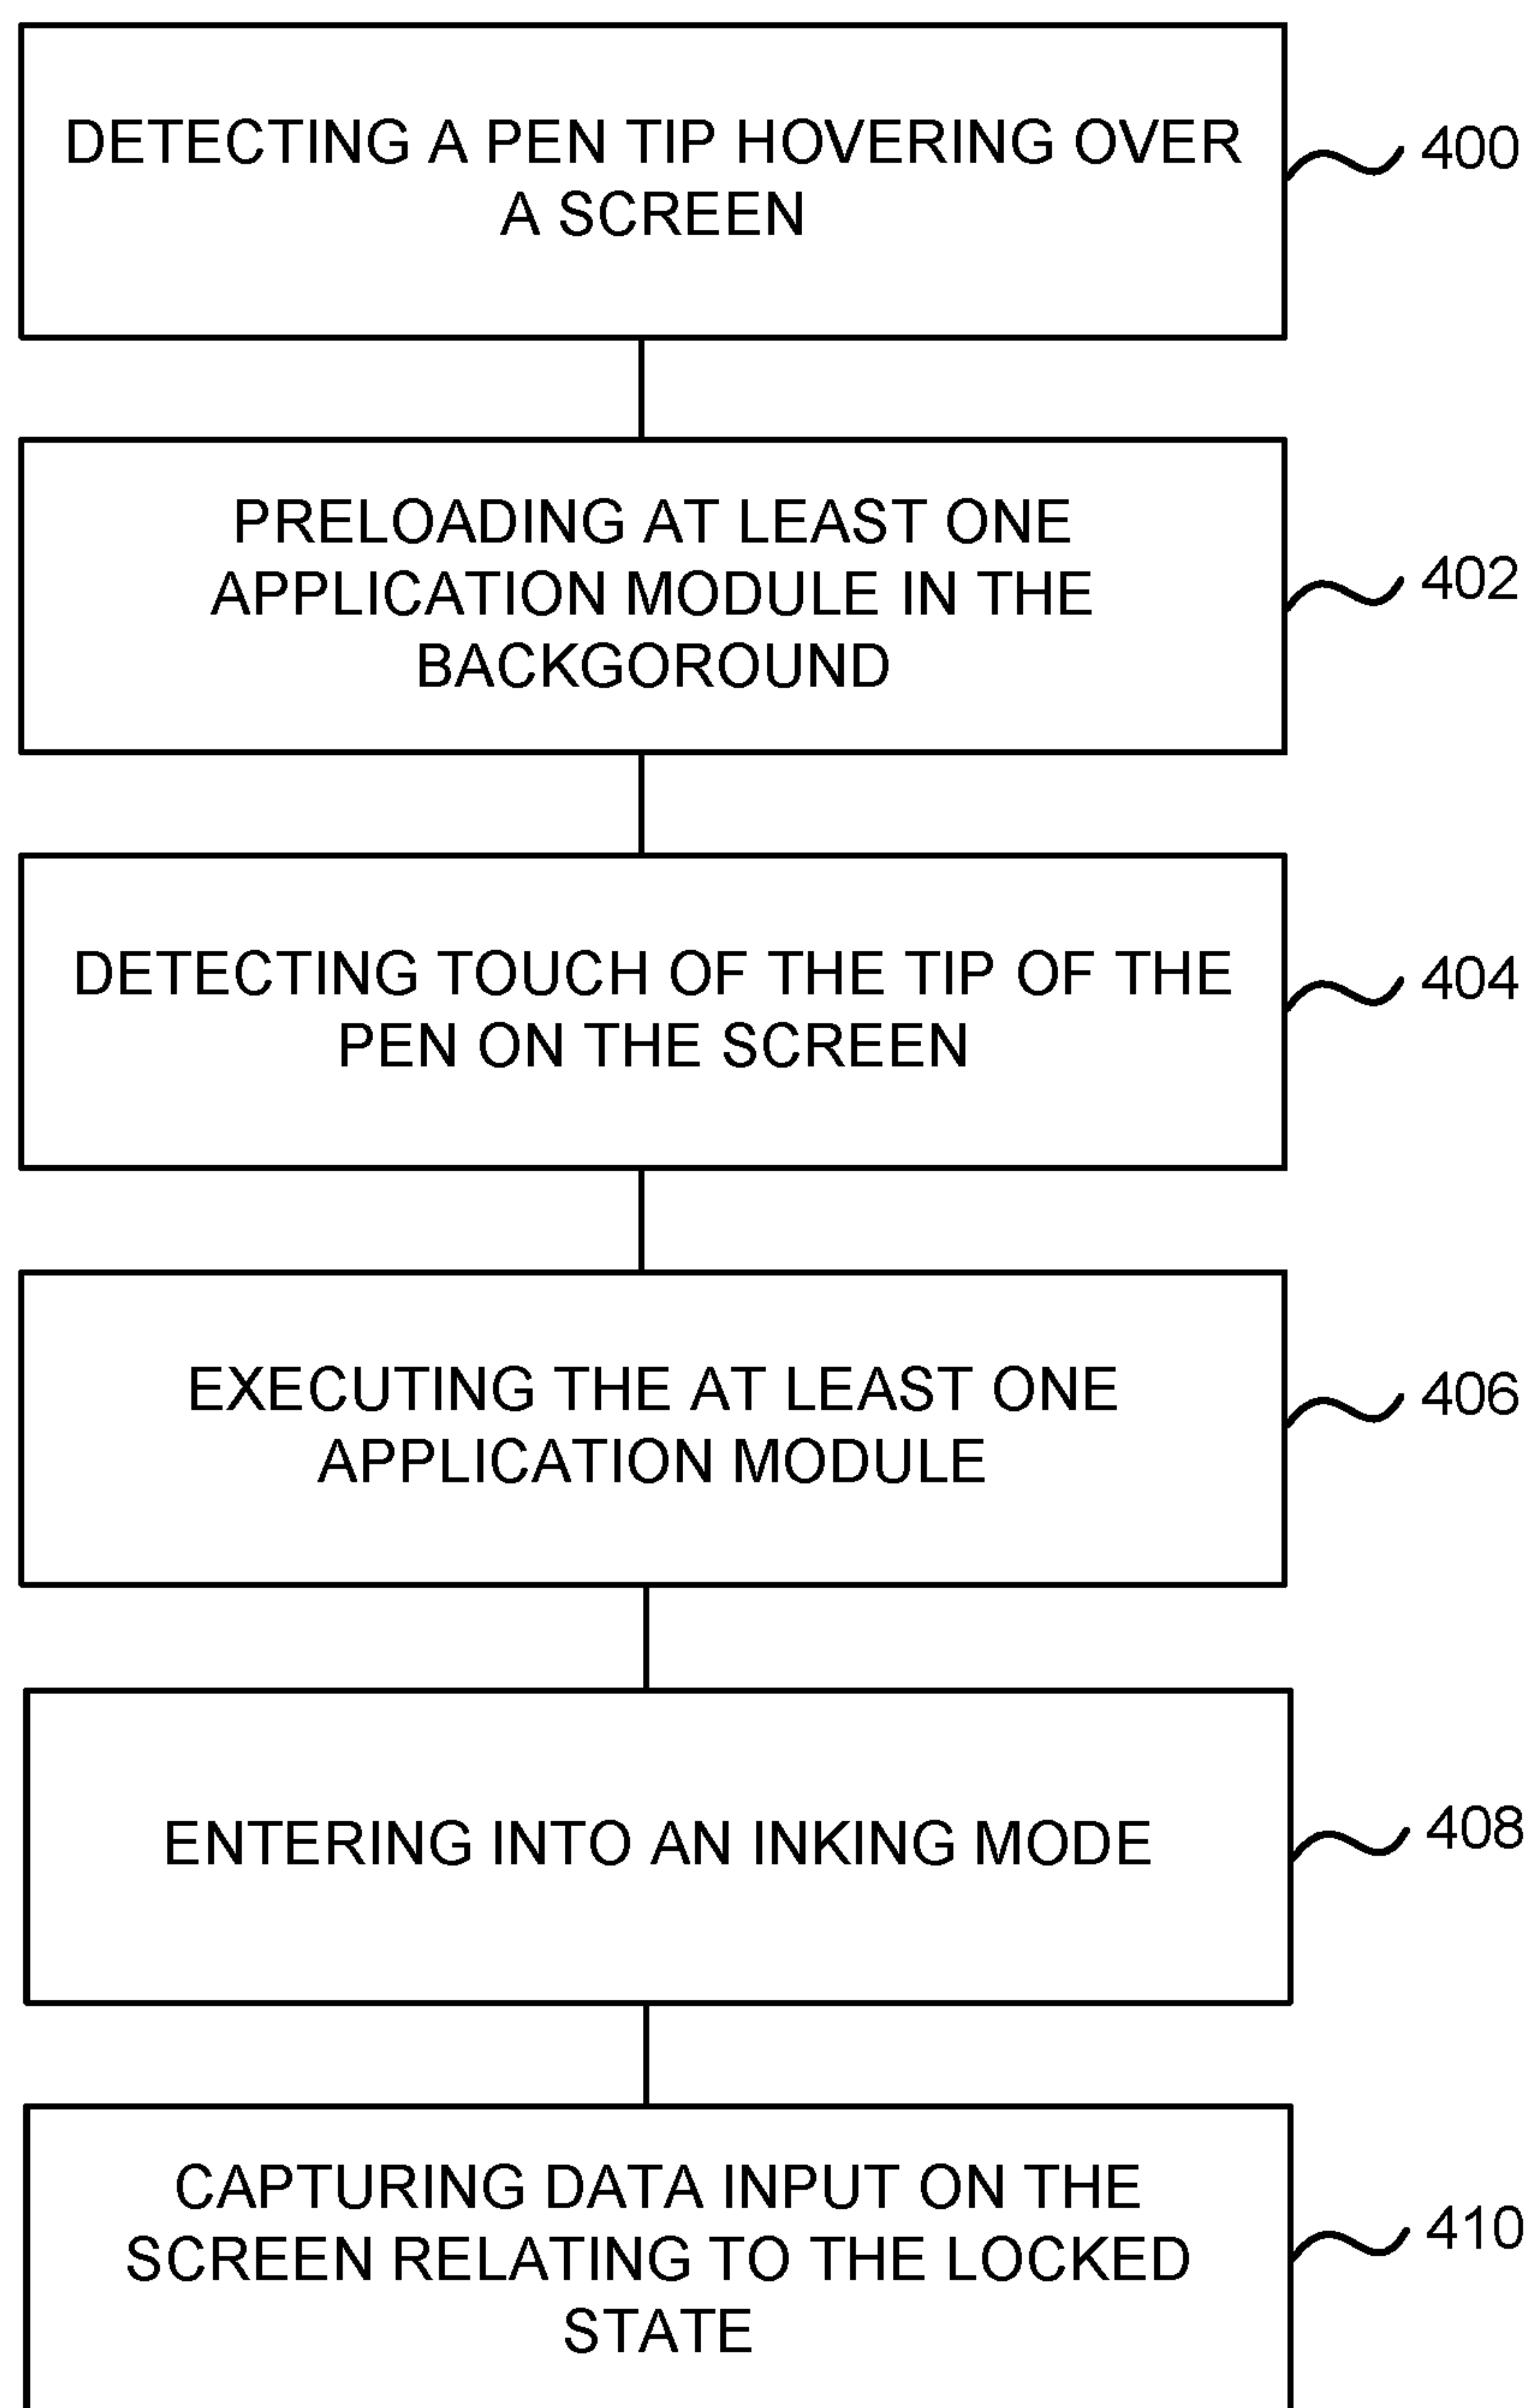 DETECTING A PEN TIP HOVERING OVER
A SCREEN
400
PRELOADING AT LEAST ONE
APPLICATION MODULE IN THE
BACKGOROUND
402
DETECTING TOUCH OF THE TIP OF THE
PEN ON THE SCREEN
404
EXECUTING THE AT LEAST ONE
APPLICATION MODULE
406
ENTERING INTO AN INKING MODE
408
CAPTURING DATA INPUT ON THE
SCREEN RELATING TO THE LOCKED
STATE
410